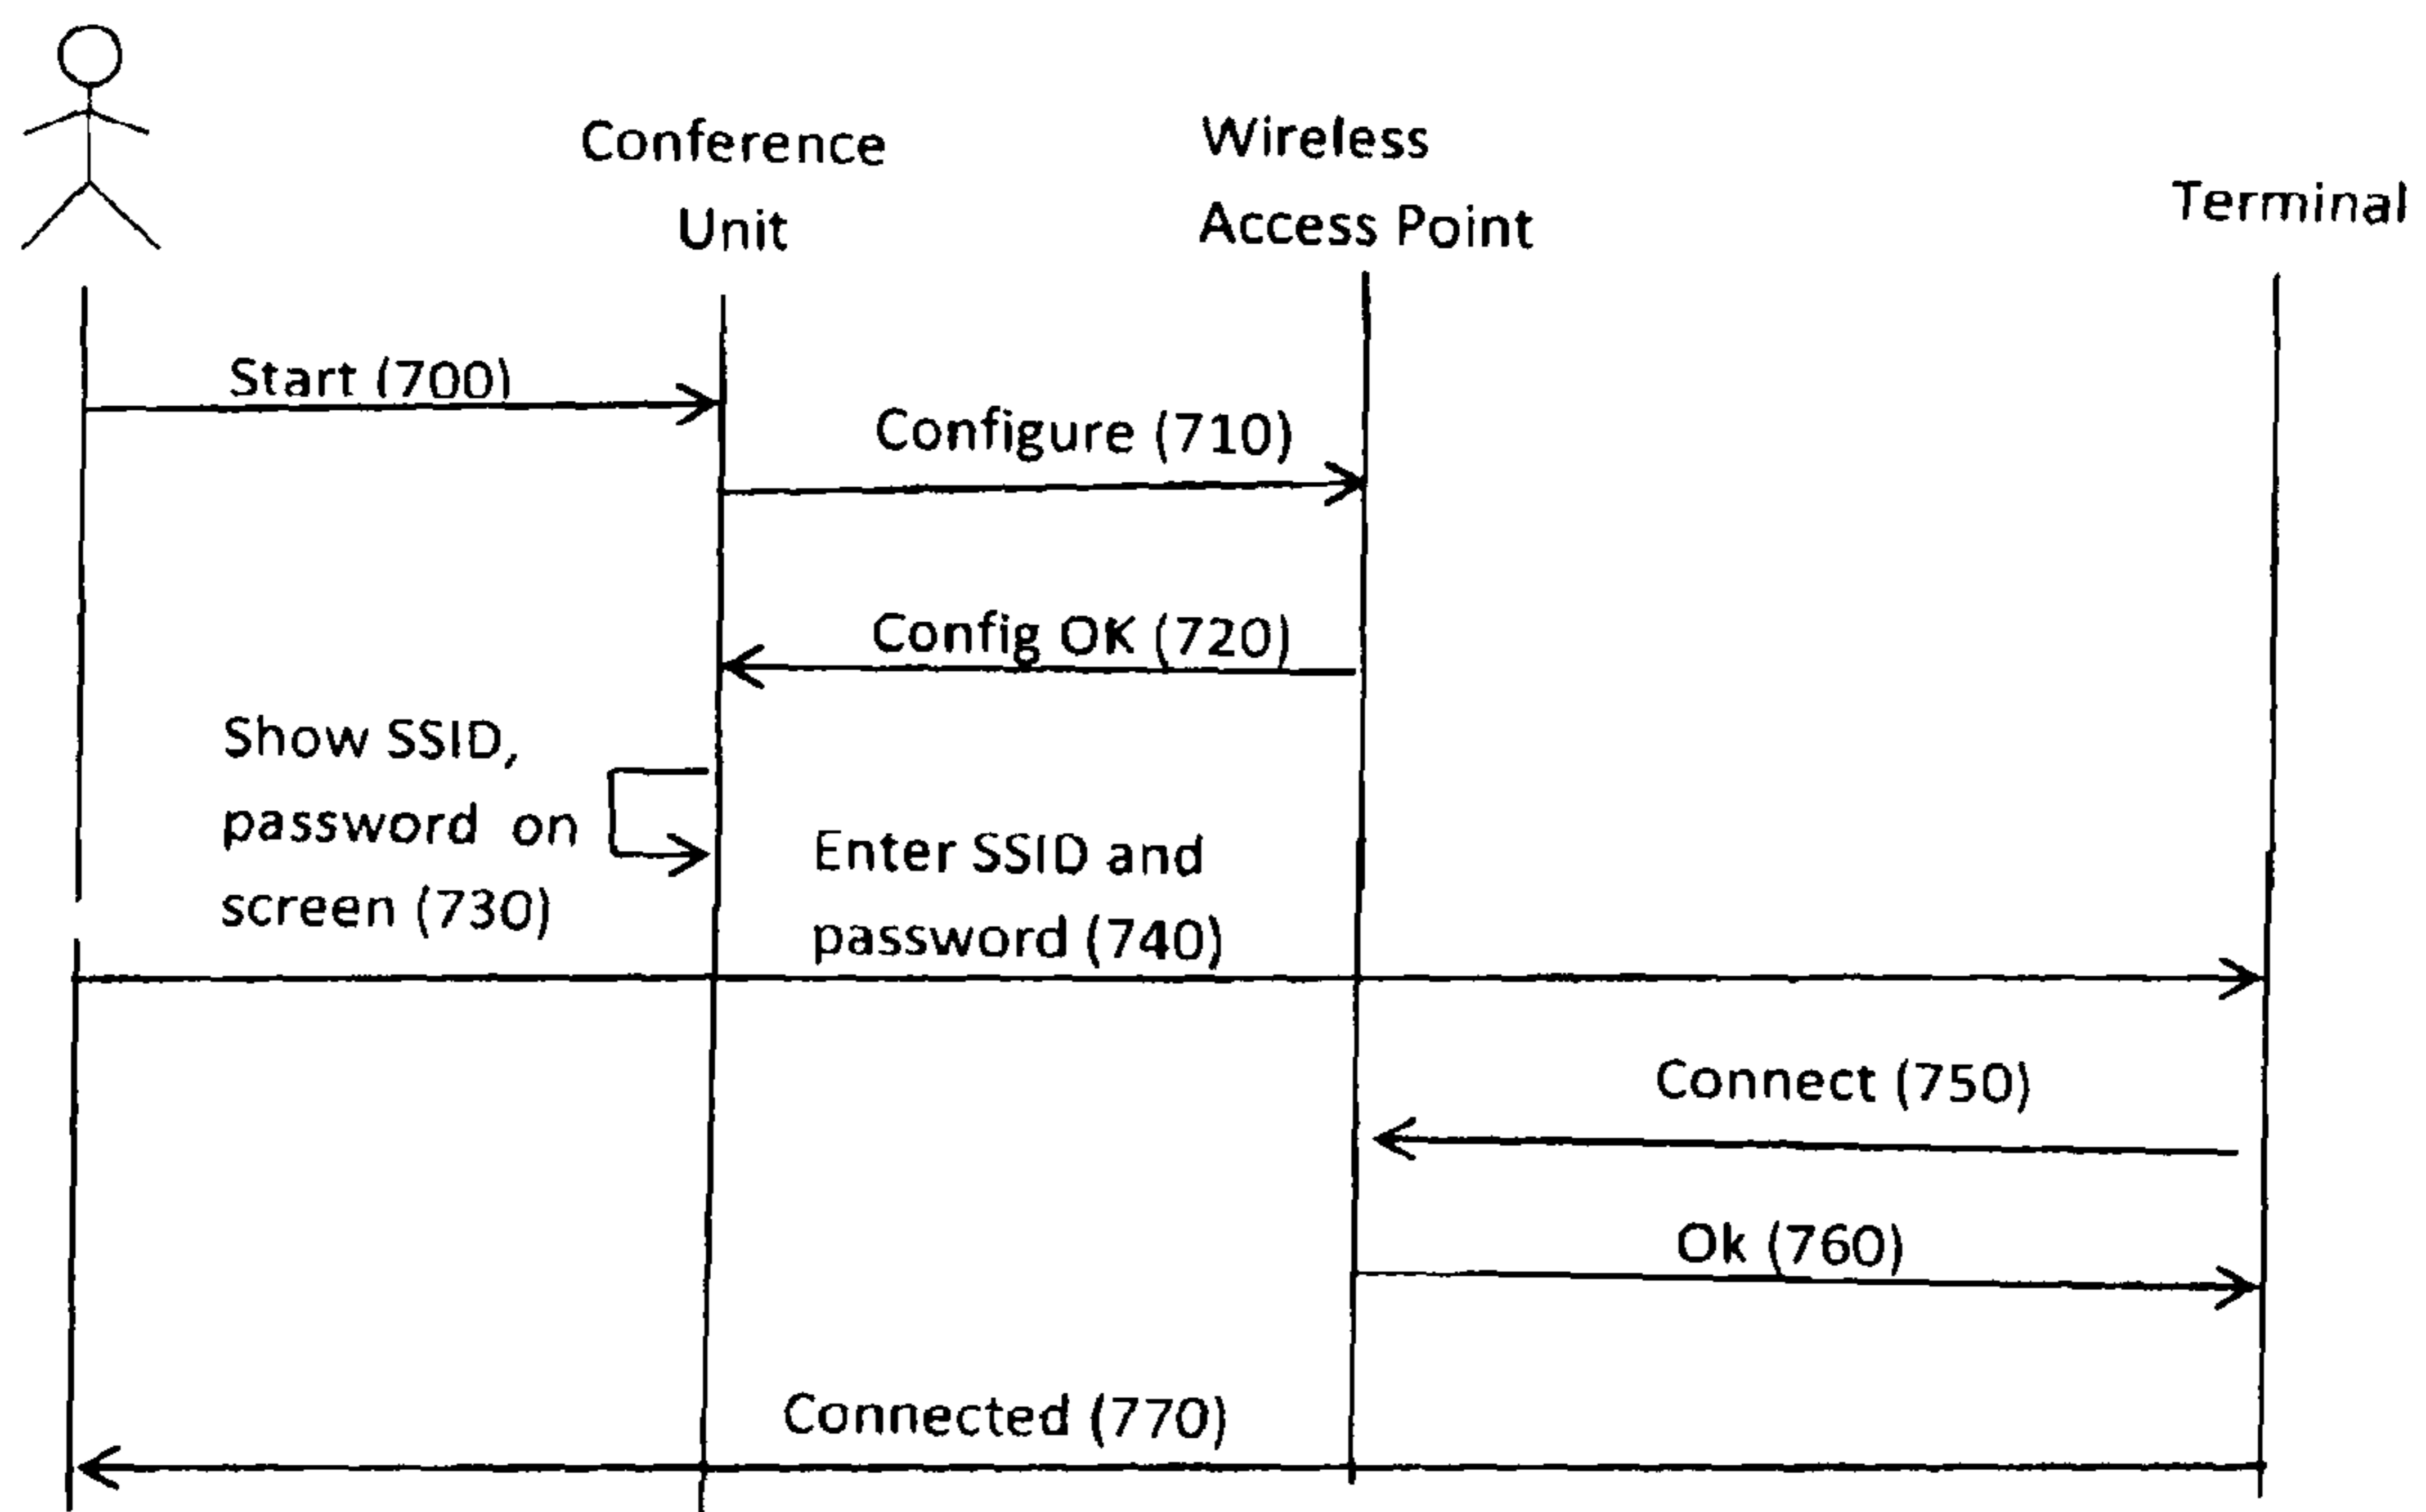 Conference
Unit
Wireless
Access Point
Terminal
Start (700)
Configure (710)
Config OK (720)
Show SSID,
password on
screen (730)
Enter SSID and
password (740)
Connect (750)
Ok (760)
Connected (770)